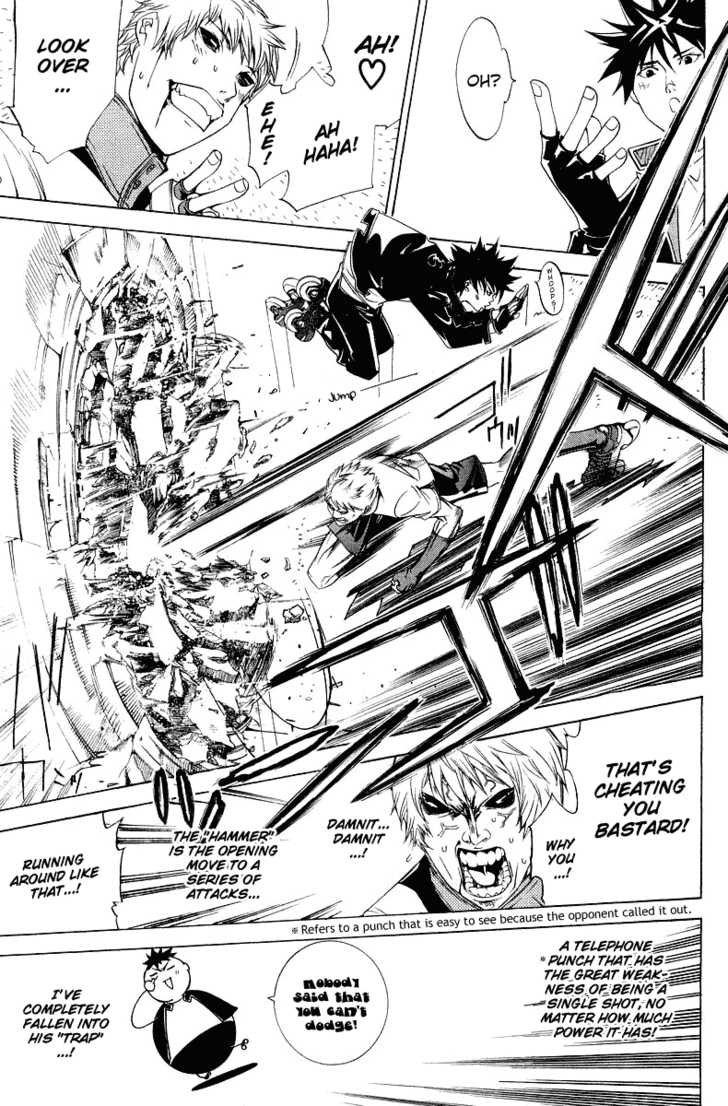 OH?
AH!
♡
AH
HAHA!
EHE!
LOOK
OVER
...
WHOOPS!
JUMP
ドゴ
THAT'S
CHEATING
YOU
BASTARD!
WHY
YOU
...!
DAMNIT...
DAMNIT
...!
THE "HAMMER"
IS THE OPENING
MOVE TO A
SERIES OF
ATTACKS...
RUNNING
AROUND LIKE
THAT...!
※ Refers to a punch that is easy to see because the opponent called it out.
A TELEPHONE
※ PUNCH THAT HAS
THE GREAT WEAK-
NESS OF BEING A
SINGLE SHOT, NO
MATTER HOW MUCH
POWER IT HAS!
Nobody
said that
you can't
dodge!
I'VE
COMPLETELY
FALLEN INTO
HIS "TRAP"
...!